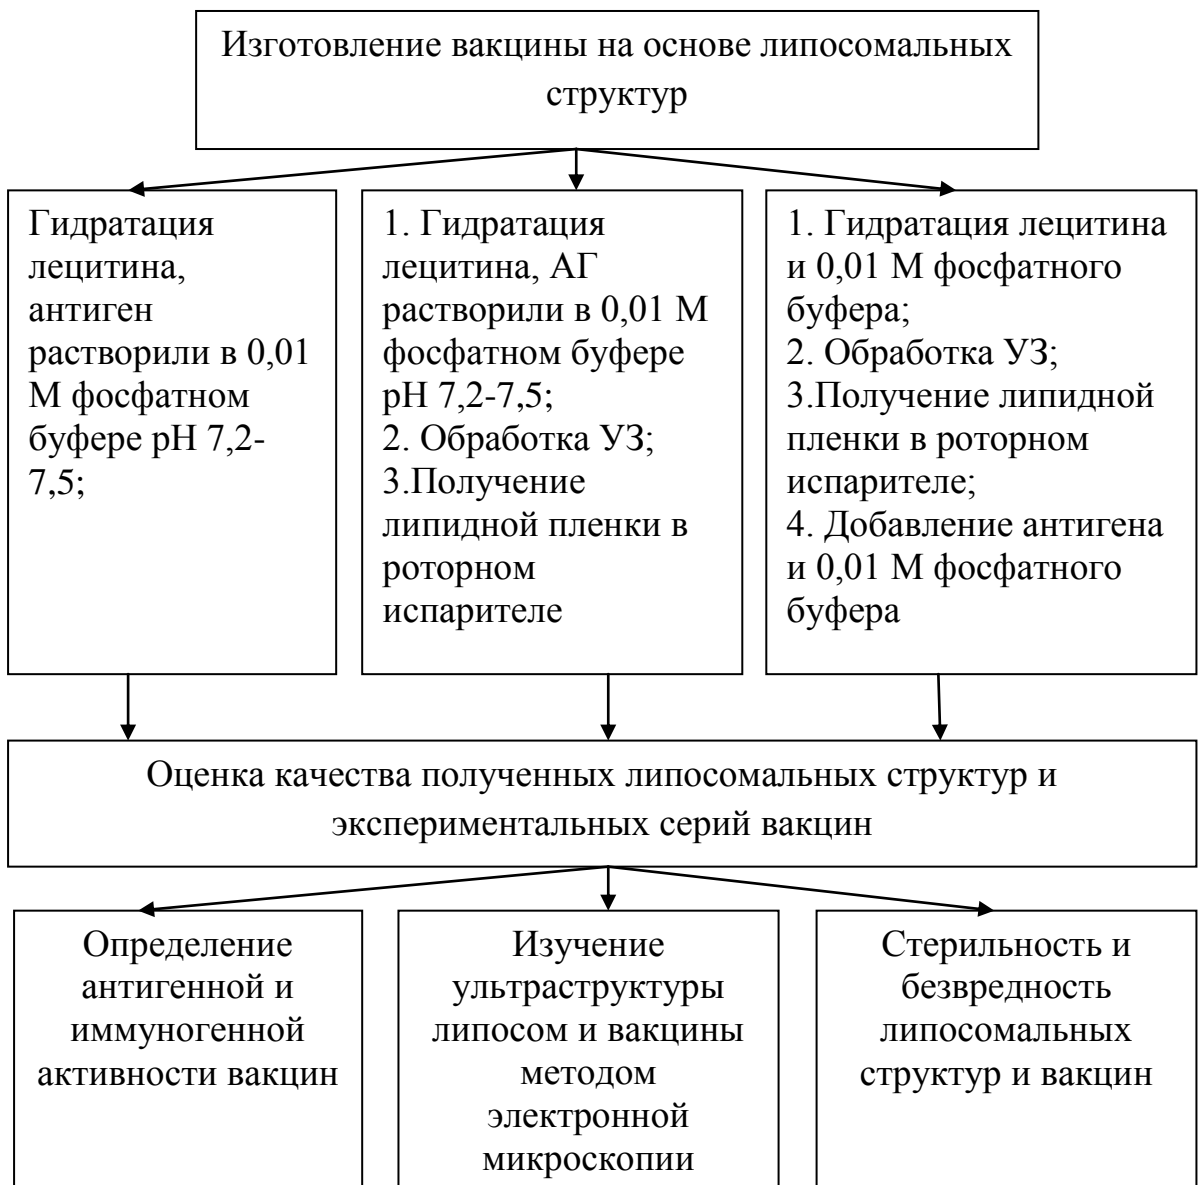 Изготовление вакцины на основе липосомальных
структур
Гидратация
лецитина,
антиген
растворили в 0,01
М фосфатном
буфере рН 7,2-
7,5;
1. Гидратация
лецитина, АГ
растворили в 0,01 М
фосфатном буфере
рН 7,2-7,5;
2. Обработка УЗ;
3.Получение
липидной пленки в
роторном
испарителе
1. Гидратация лецитина
и 0,01 М фосфатного
буфера;
2. Обработка УЗ;
3.Получение липидной
пленки в роторном
испарителе;
4. Добавление антигена
и 0,01 М фосфатного
буфера
Оценка качества полученных липосомальных структур и
экспериментальных серий вакцин
Определение
антигенной и
иммуногенной
активности вакцин
Изучение
ультраструктуры
липосом и вакцины
методом
электронной
микроскопии
Стерильность и
безвредность
липосомальных
структур и вакцин